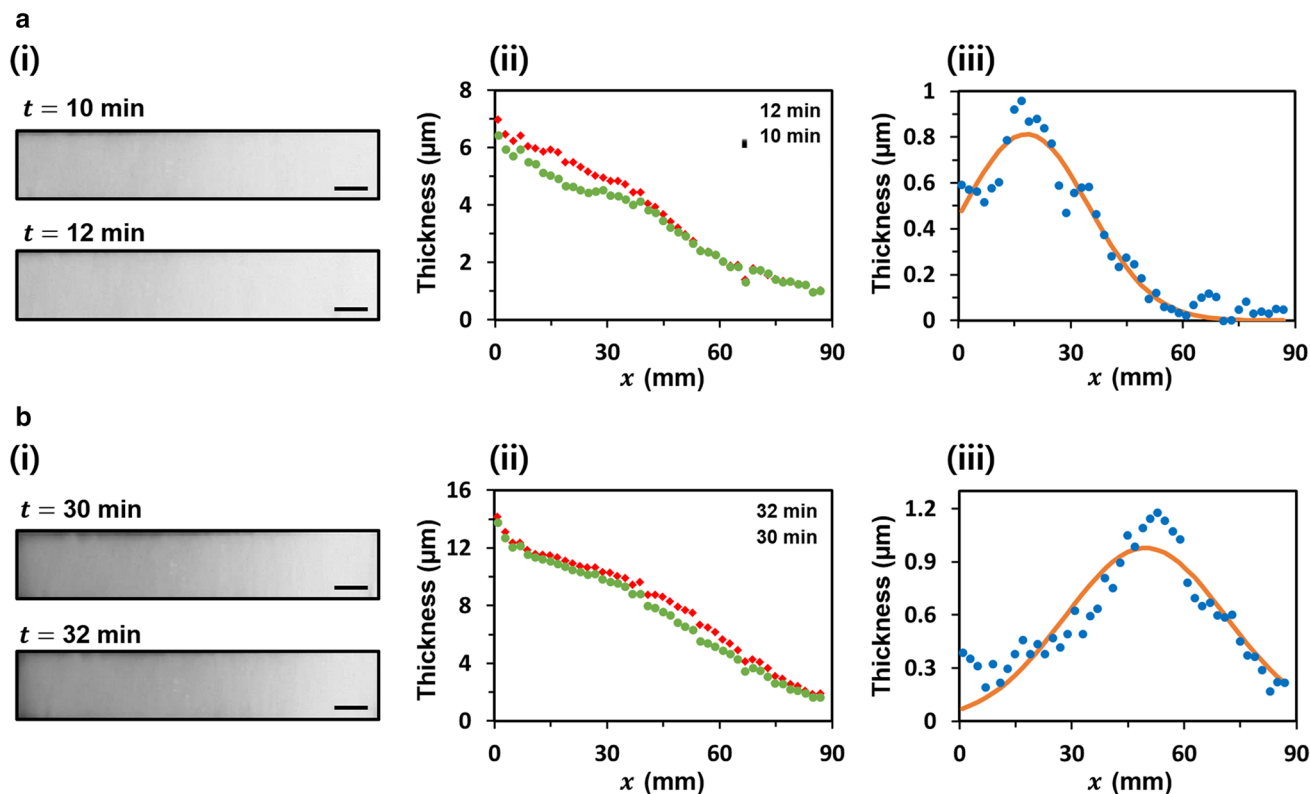 a
(i)
t = 10 min
t = 12 min
(ii)
Thickness (µm)
8
6
4
2
0
0 30 60 90
x (mm)
12 min
10 min
(iii)
Thickness (µm)
1
0.8
0.6
0.4
0.2
0
0 30 60 90
x (mm)
b
(i)
t = 30 min
t = 32 min
(ii)
Thickness (µm)
16
12
8
4
0
0 30 60 90
x (mm)
32 min
30 min
(iii)
Thickness (µm)
1.2
0.9
0.6
0.3
0
0 30 60 90
x (mm)